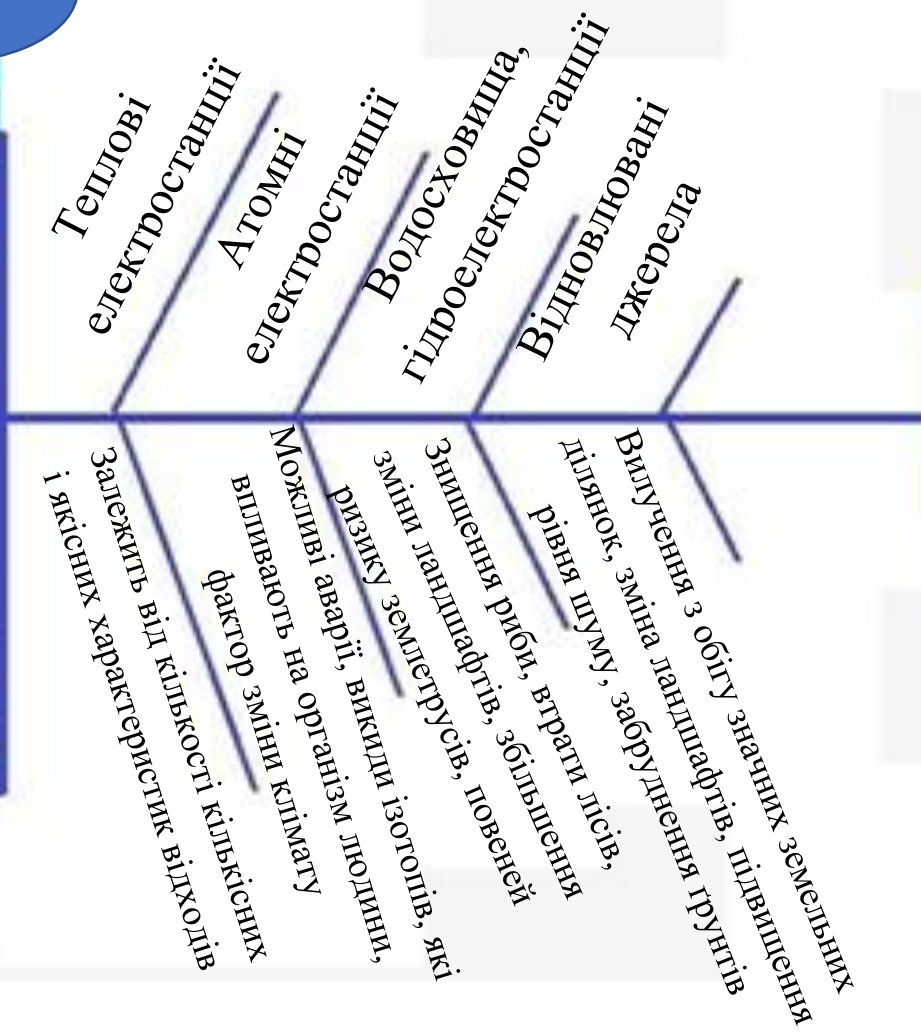 Теплові
електростанції
Атомні
електростанції
Водосховища,
гідроелектростанції
Відновлювані
джерела
Залежить від кількості кількісних
і якісних характеристик відходів
Можливі аварії, викиди ізотопів, які
впливають на організм людини,
фактор зміни клімату
Знищення риби, втрати лісів,
зміни ландшафтів, збільшення
ризику землетрусів, повеней
Вилучення з обігу значних земельних
ділянок, зміна ландшафтів, підвищення
рівня шуму, забруднення ґрунтів